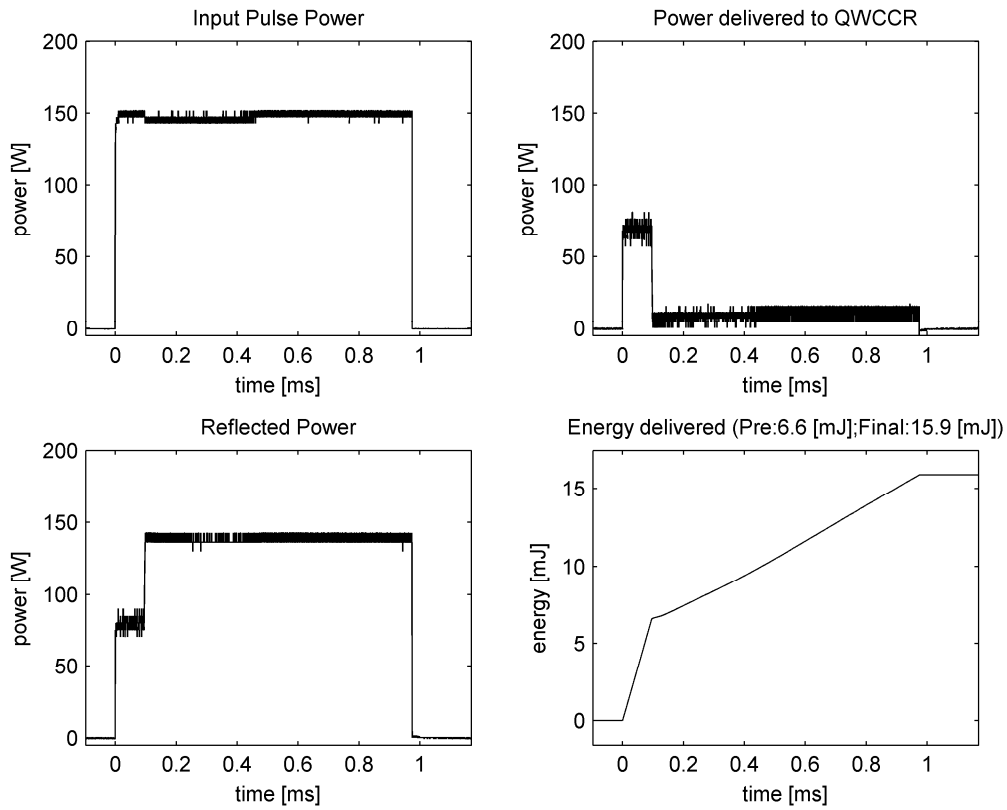 Input Pulse Power
200
150
100
50
0
power [W]
0 0.2 0.4 0.6 0.8 1
time [ms]
Power delivered to QWCCR
200
150
100
50
0
power [W]
0 0.2 0.4 0.6 0.8 1
time [ms]
Reflected Power
200
150
100
50
0
power [W]
0 0.2 0.4 0.6 0.8 1
time [ms]
Energy delivered (Pre:6.6 [mJ];Final:15.9 [mJ])
15
10
5
0
energy [mJ]
0 0.2 0.4 0.6 0.8 1
time [ms]